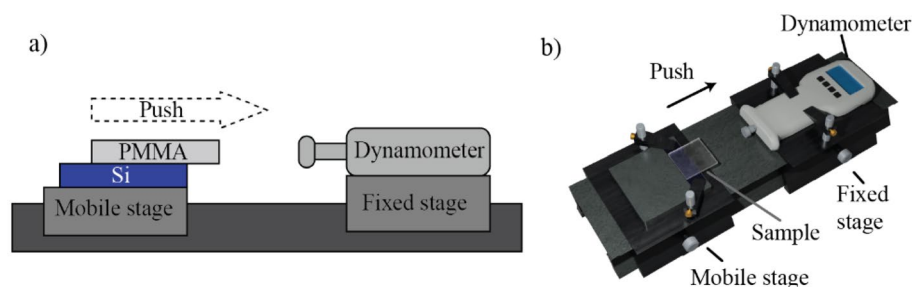 a)
Push
PMMA
Si
Mobile stage
Dynamometer
Fixed stage
b)
Push
Dynamometer
Fixed
stage
Sample
Mobile stage